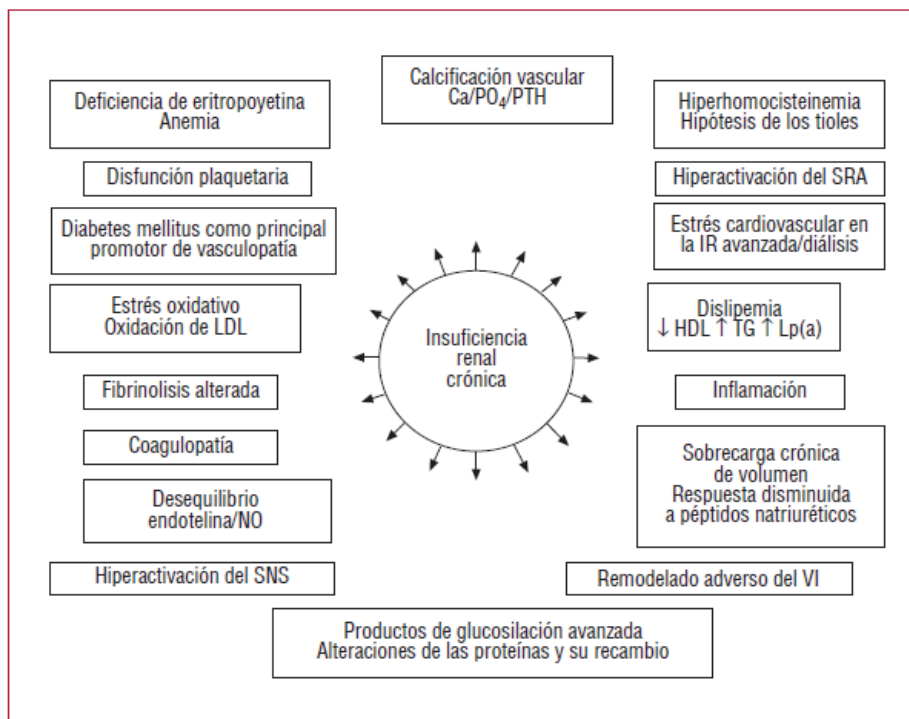 Calcificación vascular
Ca/PO₄/PTH
Deficiencia de eritropoyetina
Anemia
Hiperhomocisteinemia
Hipótesis de los tioles
Disfunción plaquetaria
Hiperactivación del SRA
Diabetes mellitus como principal
promotor de vasculopatía
Estrés cardiovascular en
la IR avanzada/diálisis
Estrés oxidativo
Oxidación de LDL
Insuficiencia
renal
crónica
Dislipemia
↓ HDL ↑ TG ↑ Lp(a)
Fibrinolisis alterada
Inflamación
Coagulopatía
Sobrecarga crónica
de volumen
Respuesta disminuida
a péptidos natriuréticos
Desequilibrio
endotelina/NO
Hiperactivación del SNS
Remodelado adverso del VI
Productos de glucosilación avanzada
Alteraciones de las proteínas y su recambio